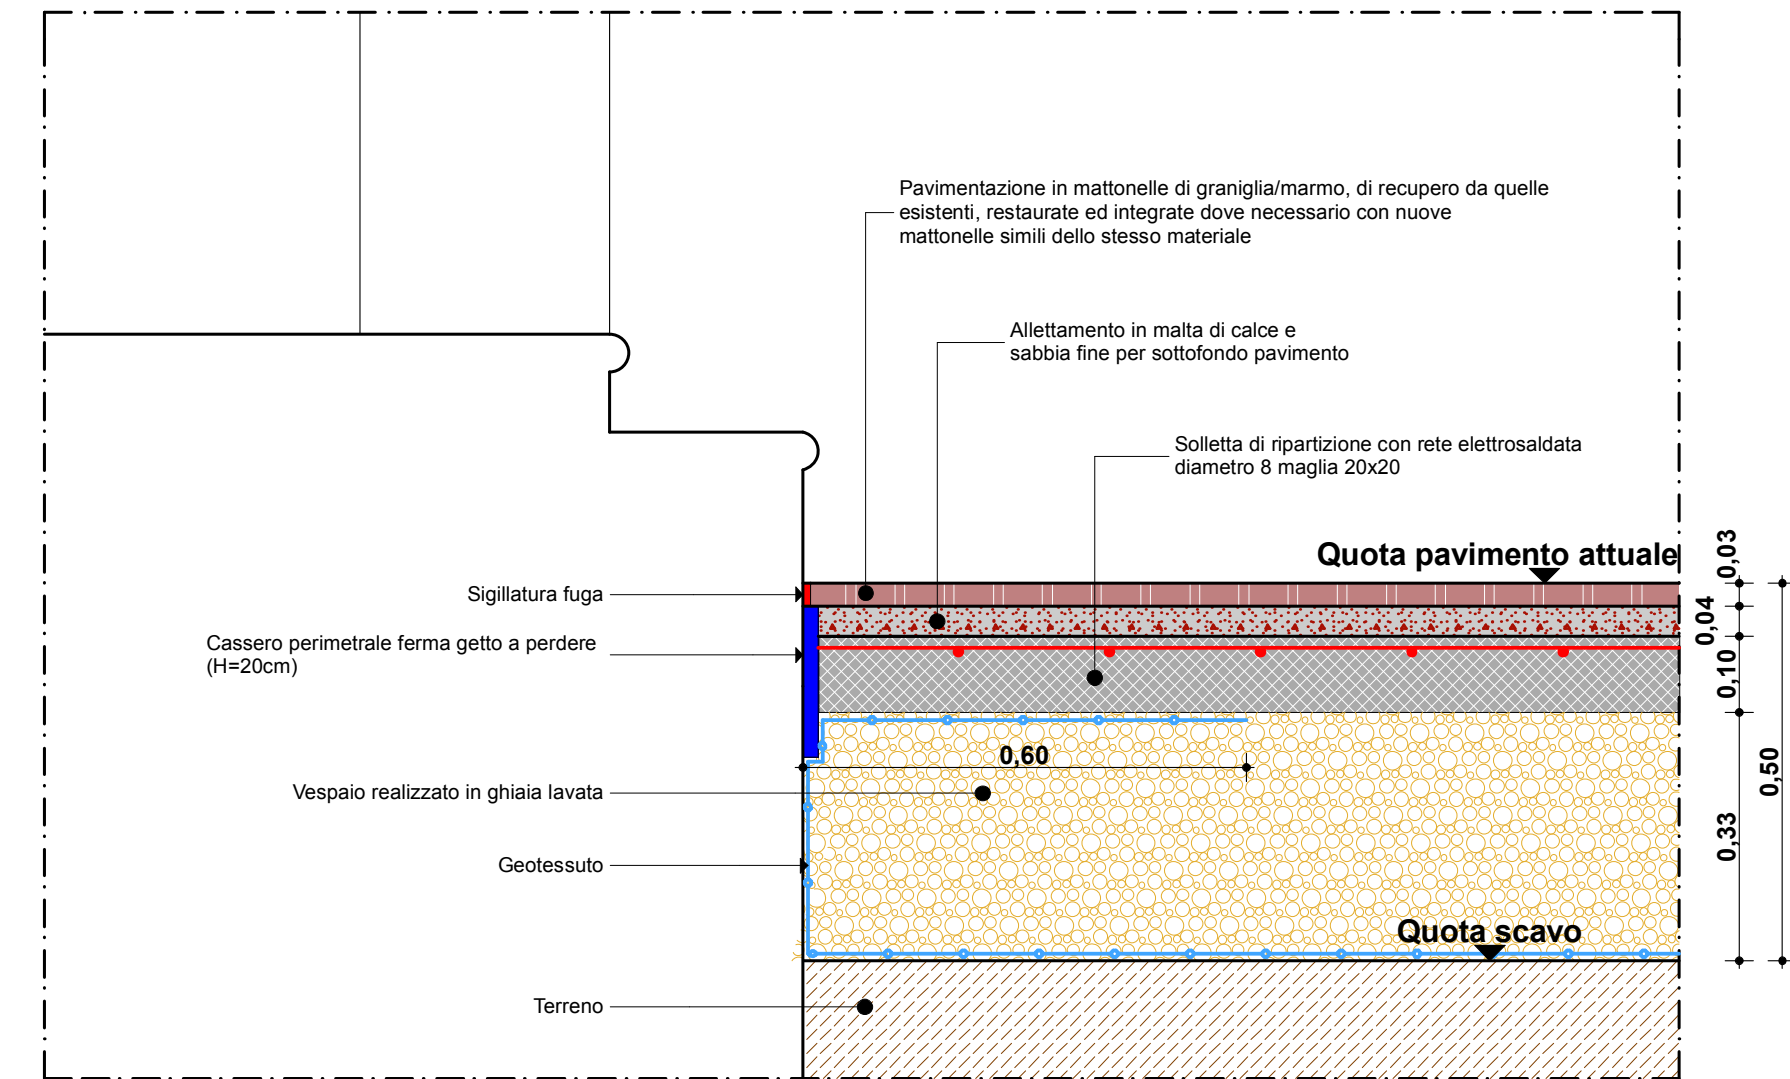 Pavimentazione in mattonelle di graniglia/marmo, di recupero da quelle
esistenti, restaurate ed integrate dove necessario con nuove
mattonelle simili dello stesso materiale
Allettamento in malta di calce e
sabbia fine per sottofondo pavimento
Solletta di ripartizione con rete elettrosaldata
diametro 8 maglia 20x20
Quota pavimento attuale
0,03
Sigillatura fuga
0,04
Cassero perimetrale ferma getto a perdere
(H=20cm)
0,10
0,60
0,50
Vespaio realizzato in ghiaia lavata
0,33
Geotessuto
Quota scavo
Terreno